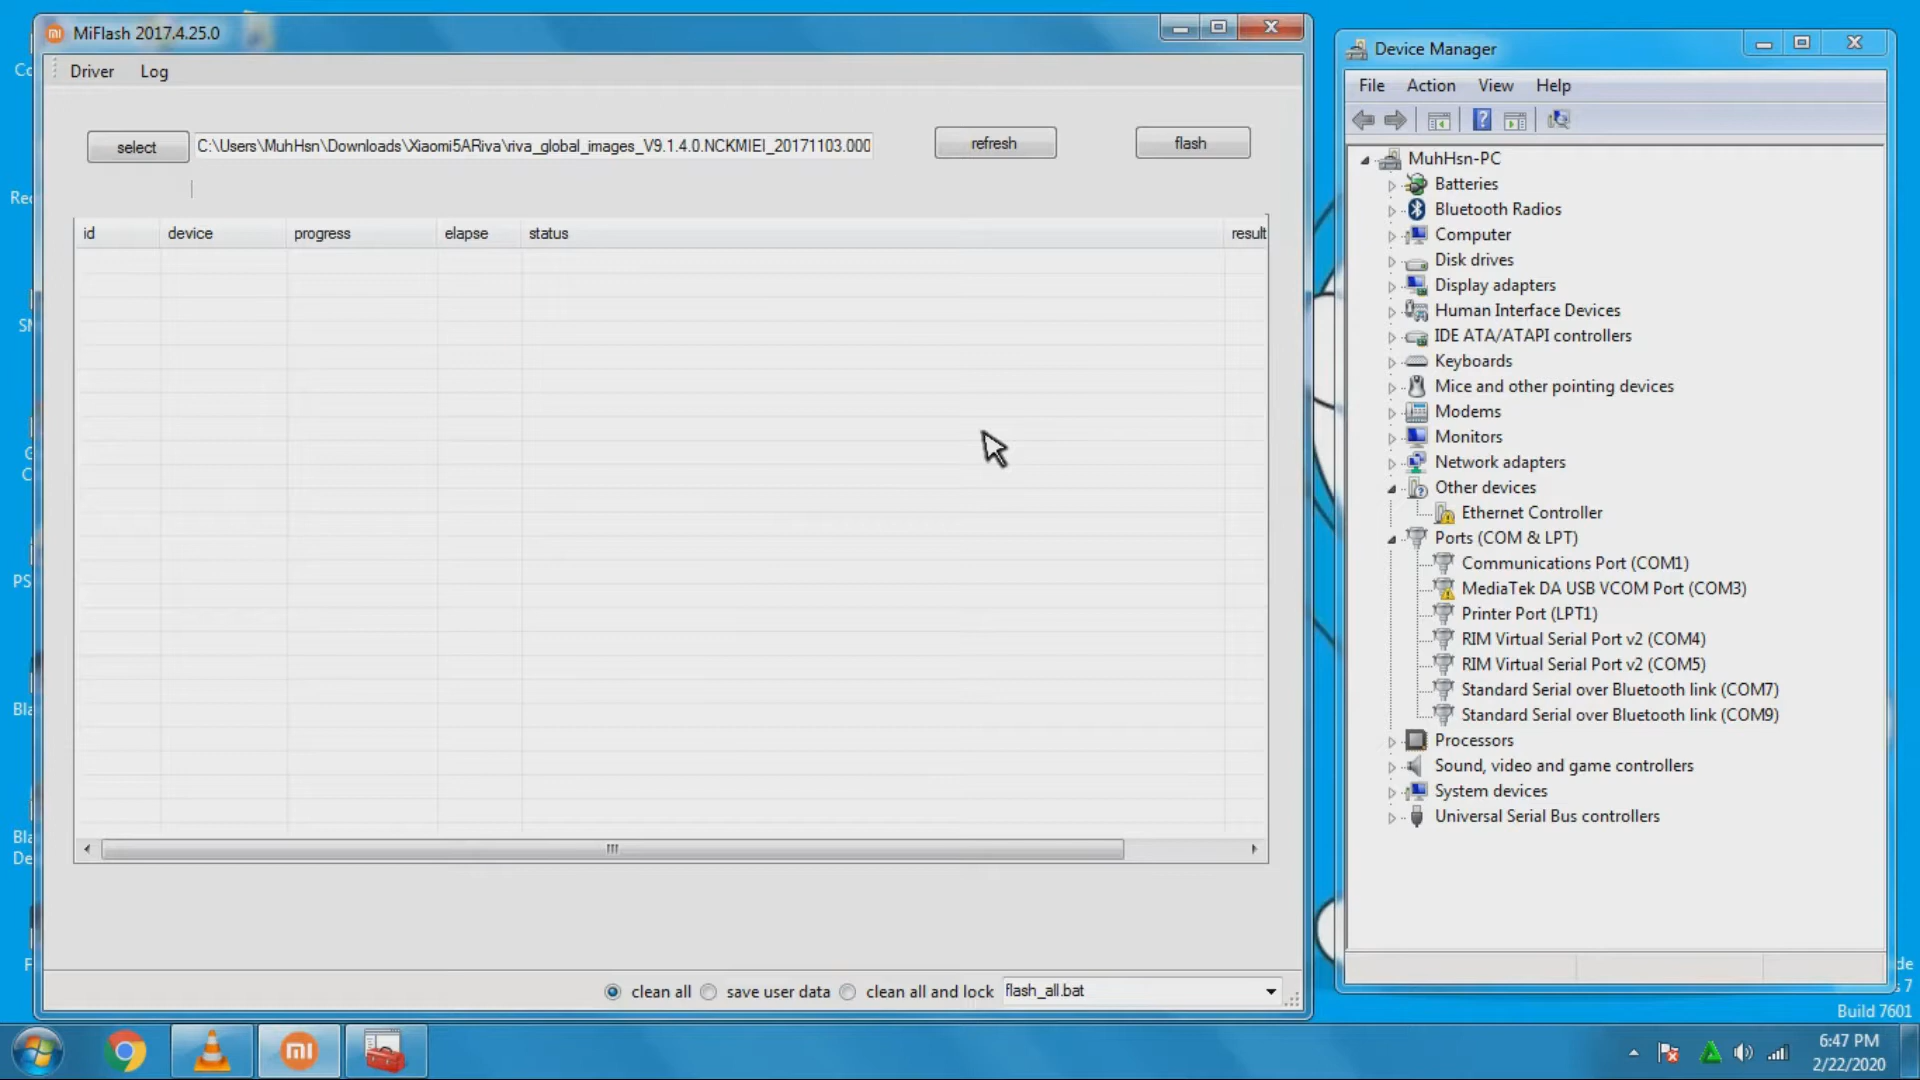 MiFlash 2017.4.25.0
Driver Log
select C:\Users\MuhHsn\Downloads\Xiaomi5ARiva\riva_global_images_V9.1.4.0.NCKMIEI_20171103.000 refresh flash
id device progress elapse status result
clean all save user data clean all and lock flash_all.bat
Device Manager
File Action View Help
MuhHsn-PC
Batteries
Bluetooth Radios
Computer
Disk drives
Display adapters
Human Interface Devices
IDE ATA/ATAPI controllers
Keyboards
Mice and other pointing devices
Modems
Monitors
Network adapters
Other devices
Ethernet Controller
Ports (COM & LPT)
Communications Port (COM1)
MediaTek DA USB VCOM Port (COM3)
Printer Port (LPT1)
RIM Virtual Serial Port v2 (COM4)
RIM Virtual Serial Port v2 (COM5)
Standard Serial over Bluetooth link (COM7)
Standard Serial over Bluetooth link (COM9)
Processors
Sound, video and game controllers
System devices
Universal Serial Bus controllers
Build 7601
6:47 PM
2/22/2020